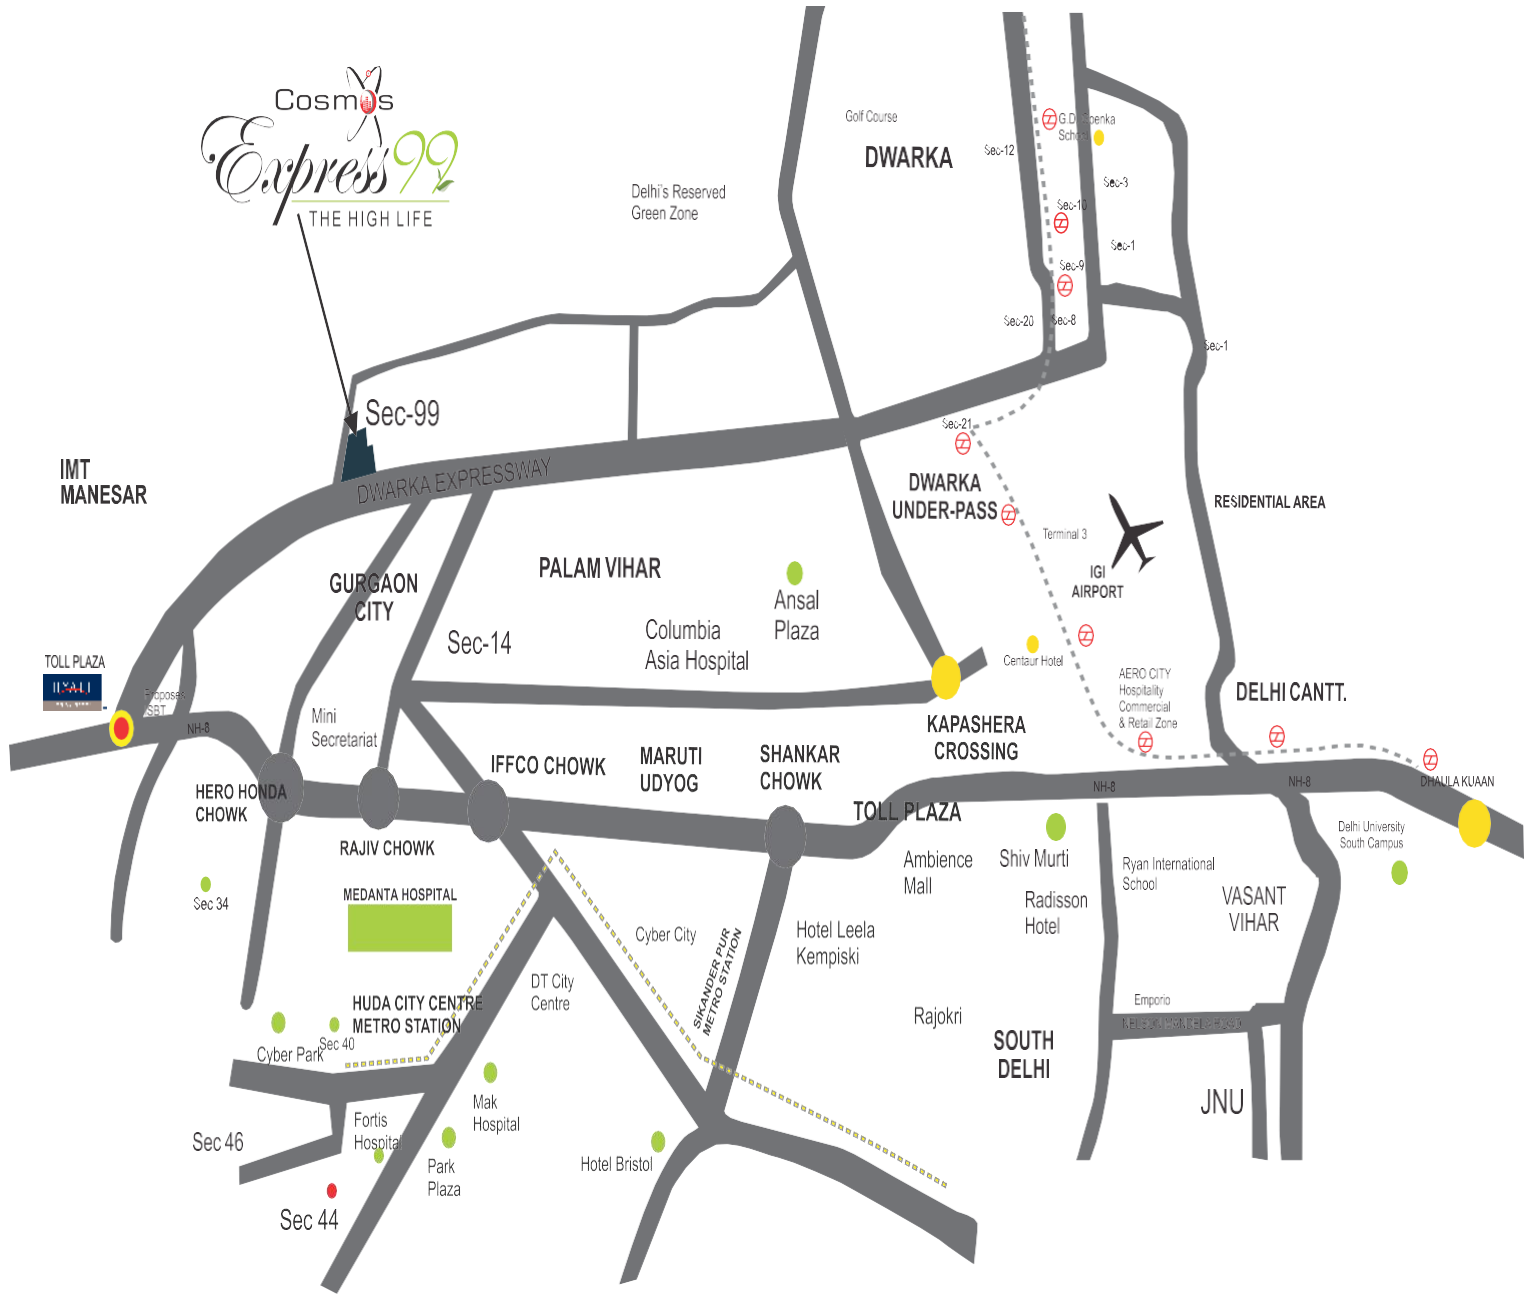 Cosmos
Express 99
THE HIGH LIFE
Golf Course
DWARKA
Delhi's Reserved
Green Zone
Sec-12
School
Sec-3
Sec-10
Sec-1
Sec-9
Sec-20
Sec-8
Sec-1
Sec-99
Sec-21
IMT
MANESAR
DWARKA EXPRESSWAY
DWARKA
UNDER-PASS
RESIDENTIAL AREA
Terminal 3
IGI
AIRPORT
GURGAON
CITY
PALAM VIHAR
Ansal
Plaza
Sec-14
Columbia
Asia Hospital
Centaur Hotel
TOLL PLAZA
AERO CITY
Hospitality
Commercial
& Retail Zone
DELHI CANTT.
ISBT
NH-8
Mini
Secretariat
KAPASHERA
CROSSING
IFFCO CHOWK
MARUTI
UDYOG
SHANKAR
CHOWK
HERO HONDA
CHOWK
NH-8
NH-8
DHAULA KUAAN
TOLL PLAZA
RAJIV CHOWK
Ambience
Mall
Shiv Murti
Delhi University
South Campus
Ryan International
School
MEDANTA HOSPITAL
Sec 34
Radisson
Hotel
VASANT
VIHAR
Cyber City
SIKANDER PUR
METRO STATION
Hotel Leela
Kempiski
DT City
Centre
HUDA CITY CENTRE
METRO STATION
Emporio
Rajokri
Cyber Park
Sec 40
SOUTH
DELHI
JNU
Mak
Hospital
Fortis
Hospital
Sec 46
Park
Plaza
Hotel Bristol
Sec 44